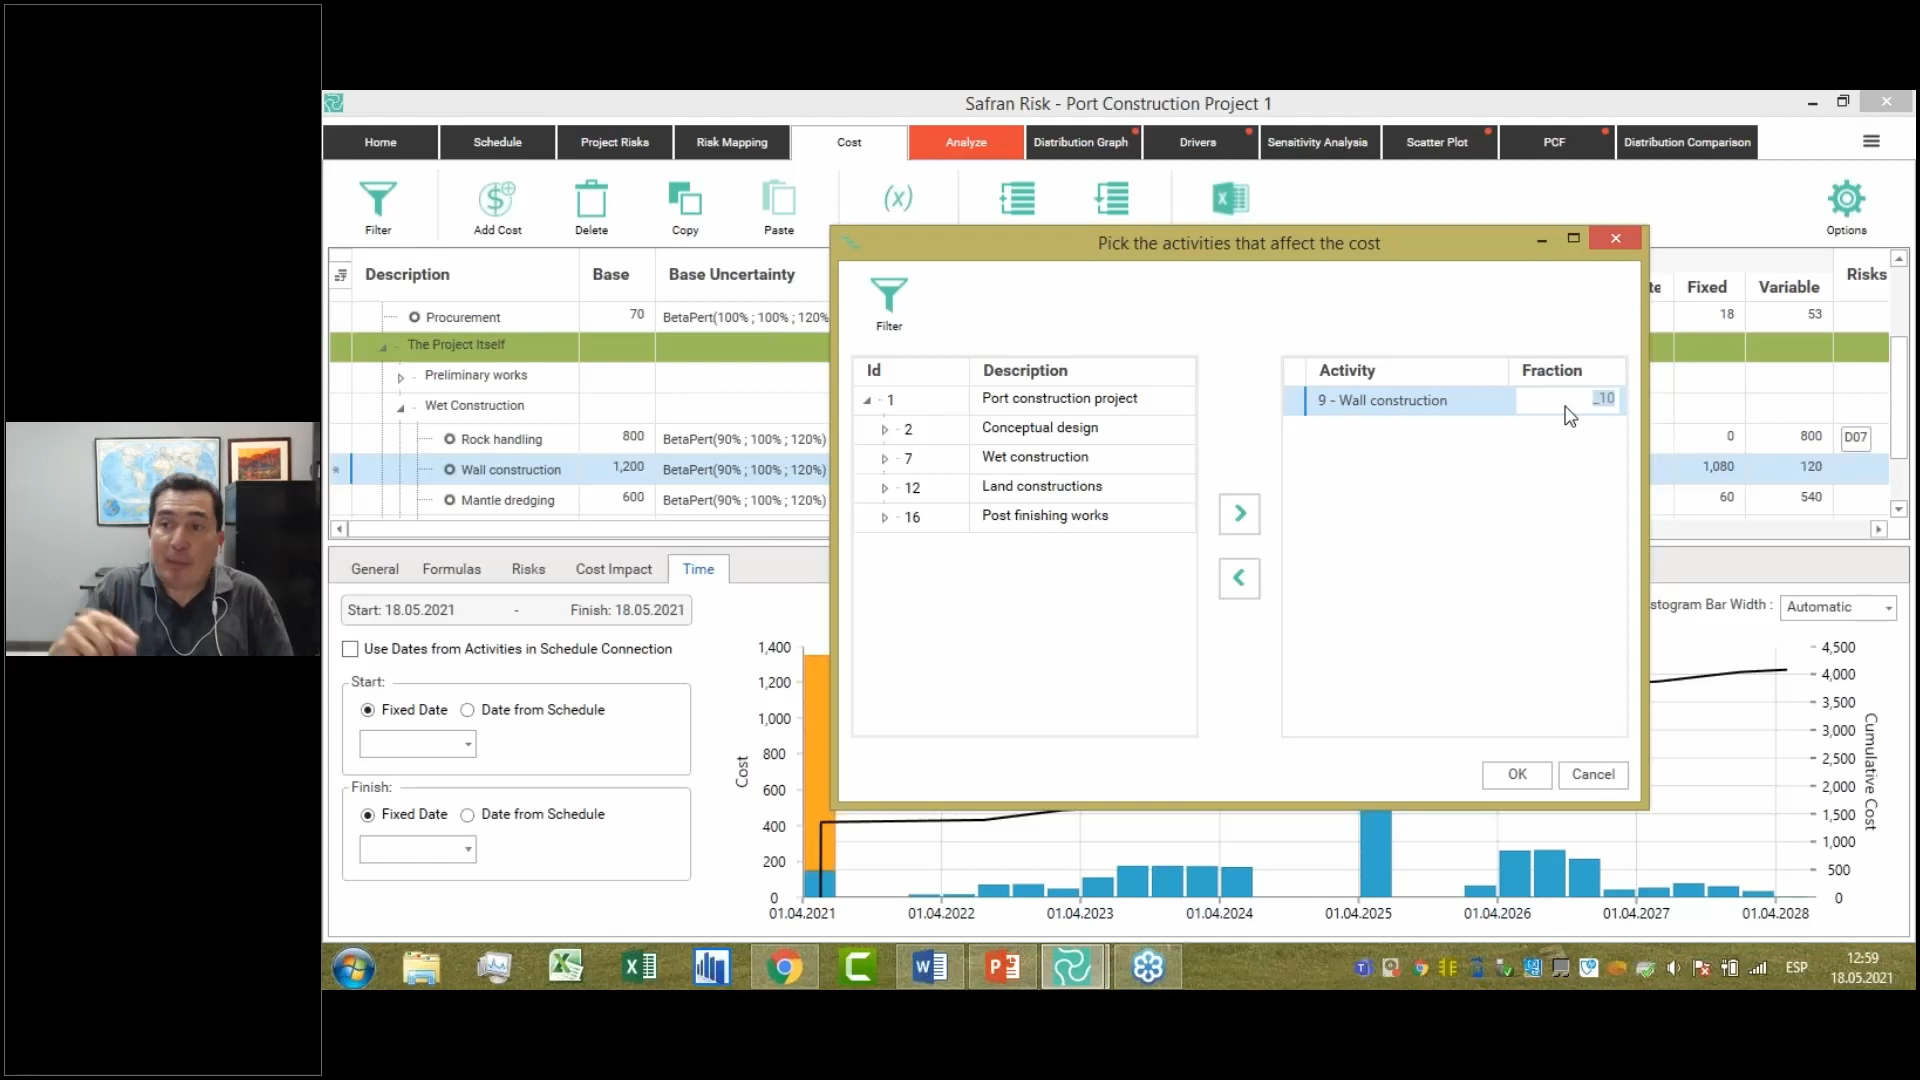 Safran Risk - Port Construction Project 1
Home Schedule Project Risks Risk Mapping Cost Analyze Distribution Graph Drivers Sensitivity Analysis Scatter Plot PCF Distribution Comparison
Filter Add Cost Delete Copy Paste (x) Options
Description Base Base Uncertainty te Fixed Variable Risks
Procurement 70 BetaPert(100% ; 100% ; 120% 18 53
The Project Itself
Preliminary works
Wet Construction
Rock handling 800 BetaPert(90% ; 100% ; 120%) 0 800 D07
Wall construction 1,200 BetaPert(90% ; 100% ; 120%) 1,080 120
Mantle dredging 600 BetaPert(90% ; 100% ; 120%) 60 540
Pick the activities that affect the cost
Filter
Id Description
1 Port construction project
2 Conceptual design
7 Wet construction
12 Land constructions
16 Post finishing works
>
<
Activity Fraction
9 - Wall construction _10
OK Cancel
General Formulas Risks Cost Impact Time
Start: 18.05.2021 - Finish: 18.05.2021
Use Dates from Activities in Schedule Connection
Start:
Fixed Date Date from Schedule
Finish:
Fixed Date Date from Schedule
stogram Bar Width : Automatic
Cost
1,400
1,200
1,000
800
600
400
200
0
01.04.2021 01.04.2022 01.04.2023 01.04.2024 01.04.2025 01.04.2026 01.04.2027 01.04.2028
4,500
4,000
3,500
3,000
2,500
2,000
1,500
1,000
500
0
Cumulative Cost
ESP
12:59
18.05.2021